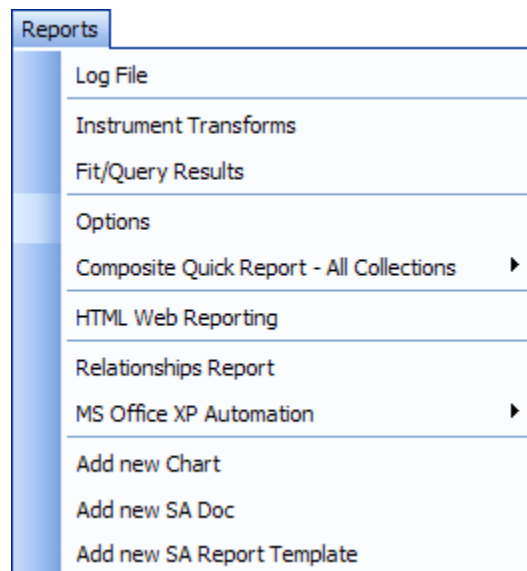 Reports
Log File
Instrument Transforms
Fit/Query Results
Options
Composite Quick Report - All Collections
HTML Web Reporting
Relationships Report
MS Office XP Automation
Add new Chart
Add new SA Doc
Add new SA Report Template